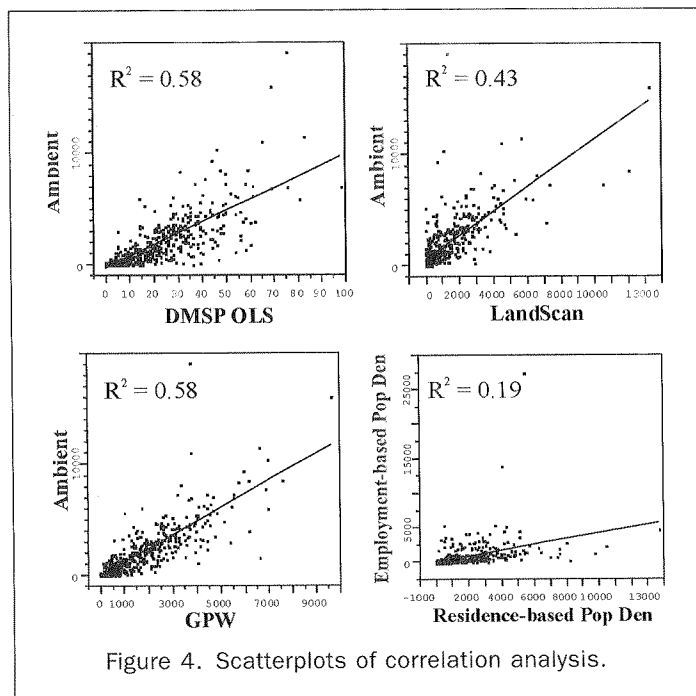 R² = 0.58
Ambient
10000
0
0 10 20 30 40 50 60 70 80 90 100
DMSP OLS
R² = 0.43
Ambient
10000
0
0 2000 4000 6000 8000 10000 13000
LandScan
R² = 0.58
Ambient
10000
0
0 1000 3000 5000 7000 9000
GPW
R² = 0.19
Employment-based Pop Den
25000
15000
5000
0
-1000 2000 4000 6000 8000 10000 13000
Residence-based Pop Den
Figure 4. Scatterplots of correlation analysis.